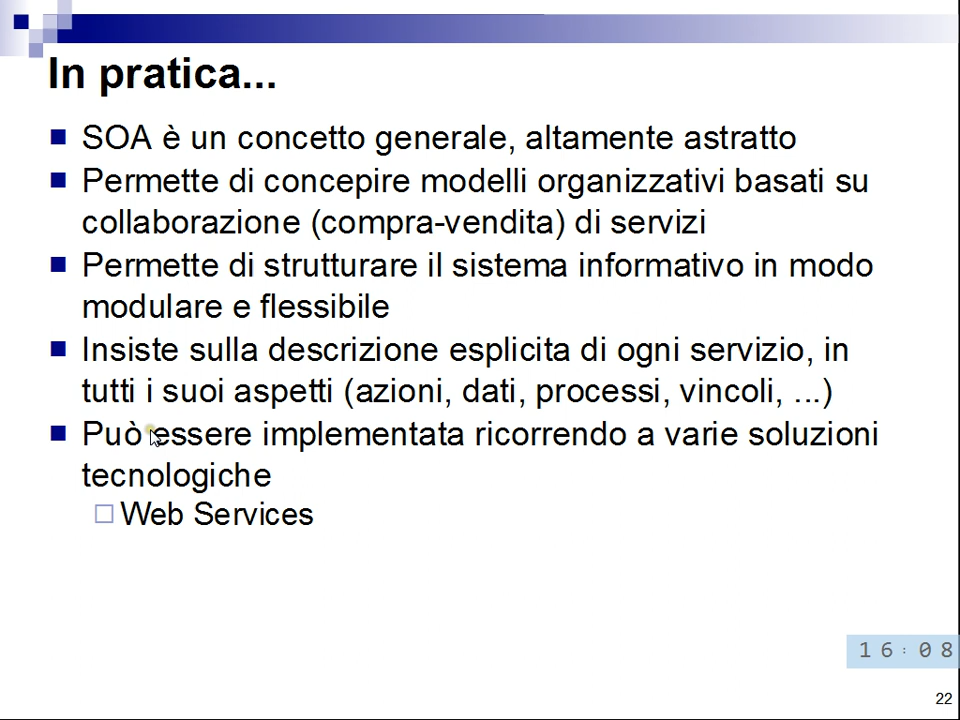 In pratica...
SOA è un concetto generale, altamente astratto
Permette di concepire modelli organizzativi basati su
collaborazione (compra-vendita) di servizi
Permette di strutturare il sistema informativo in modo
modulare e flessibile
Insiste sulla descrizione esplicita di ogni servizio, in
tutti i suoi aspetti (azioni, dati, processi, vincoli, ...)
Può essere implementata ricorrendo a varie soluzioni
tecnologiche
Web Services
16:08
22